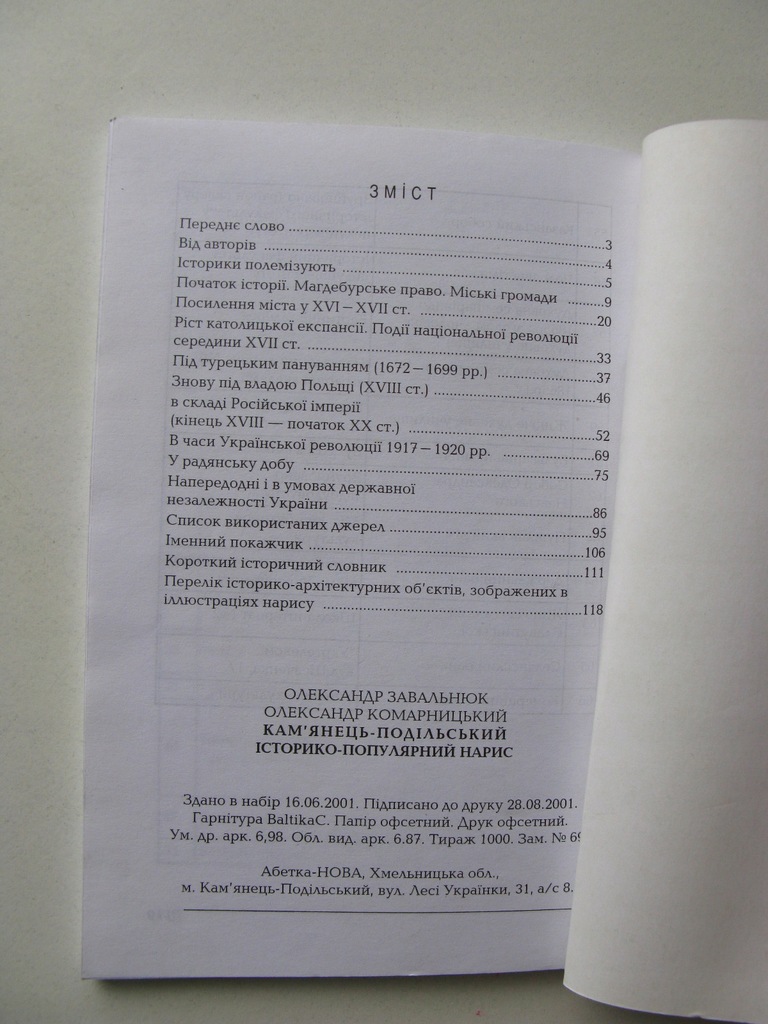 ЗМІСТ
Переднє слово ........ 3
Від авторів ........ 4
Історики полемізують ........ 5
Початок історії. Магдебурське право. Міські громади ........ 9
Посилення міста у XVI – XVII ст. ........ 20
Ріст католицької експансії. Події національної революції
середини XVII ст. ........ 33
Під турецьким пануванням (1672 – 1699 рр.) ........ 37
Знову під владою Польщі (XVIII ст.) ........ 46
в складі Російської імперії
(кінець XVIII — початок XX ст.) ........ 52
В часи Української революції 1917 – 1920 рр. ........ 69
У радянську добу ........ 75
Напередодні і в умовах державної
незалежності України ........ 86
Список використаних джерел ........ 95
Іменний покажчик ........ 106
Короткий історичний словник ........ 111
Перелік історико-архітектурних об'єктів, зображених в
іллюстраціях нарису ........ 118
ОЛЕКСАНДР ЗАВАЛЬНЮК
ОЛЕКСАНДР КОМАРНИЦЬКИЙ
КАМ'ЯНЕЦЬ-ПОДІЛЬСЬКИЙ
ІСТОРИКО-ПОПУЛЯРНИЙ НАРИС
Здано в набір 16.06.2001. Підписано до друку 28.08.2001.
Гарнітура BaltikaC. Папір офсетний. Друк офсетний.
Ум. др. арк. 6,98. Обл. вид. арк. 6.87. Тираж 1000. Зам. №
Абетка-НОВА, Хмельницька обл.,
м. Кам'янець-Подільський, вул. Лесі Українки, 31, а/с 8.